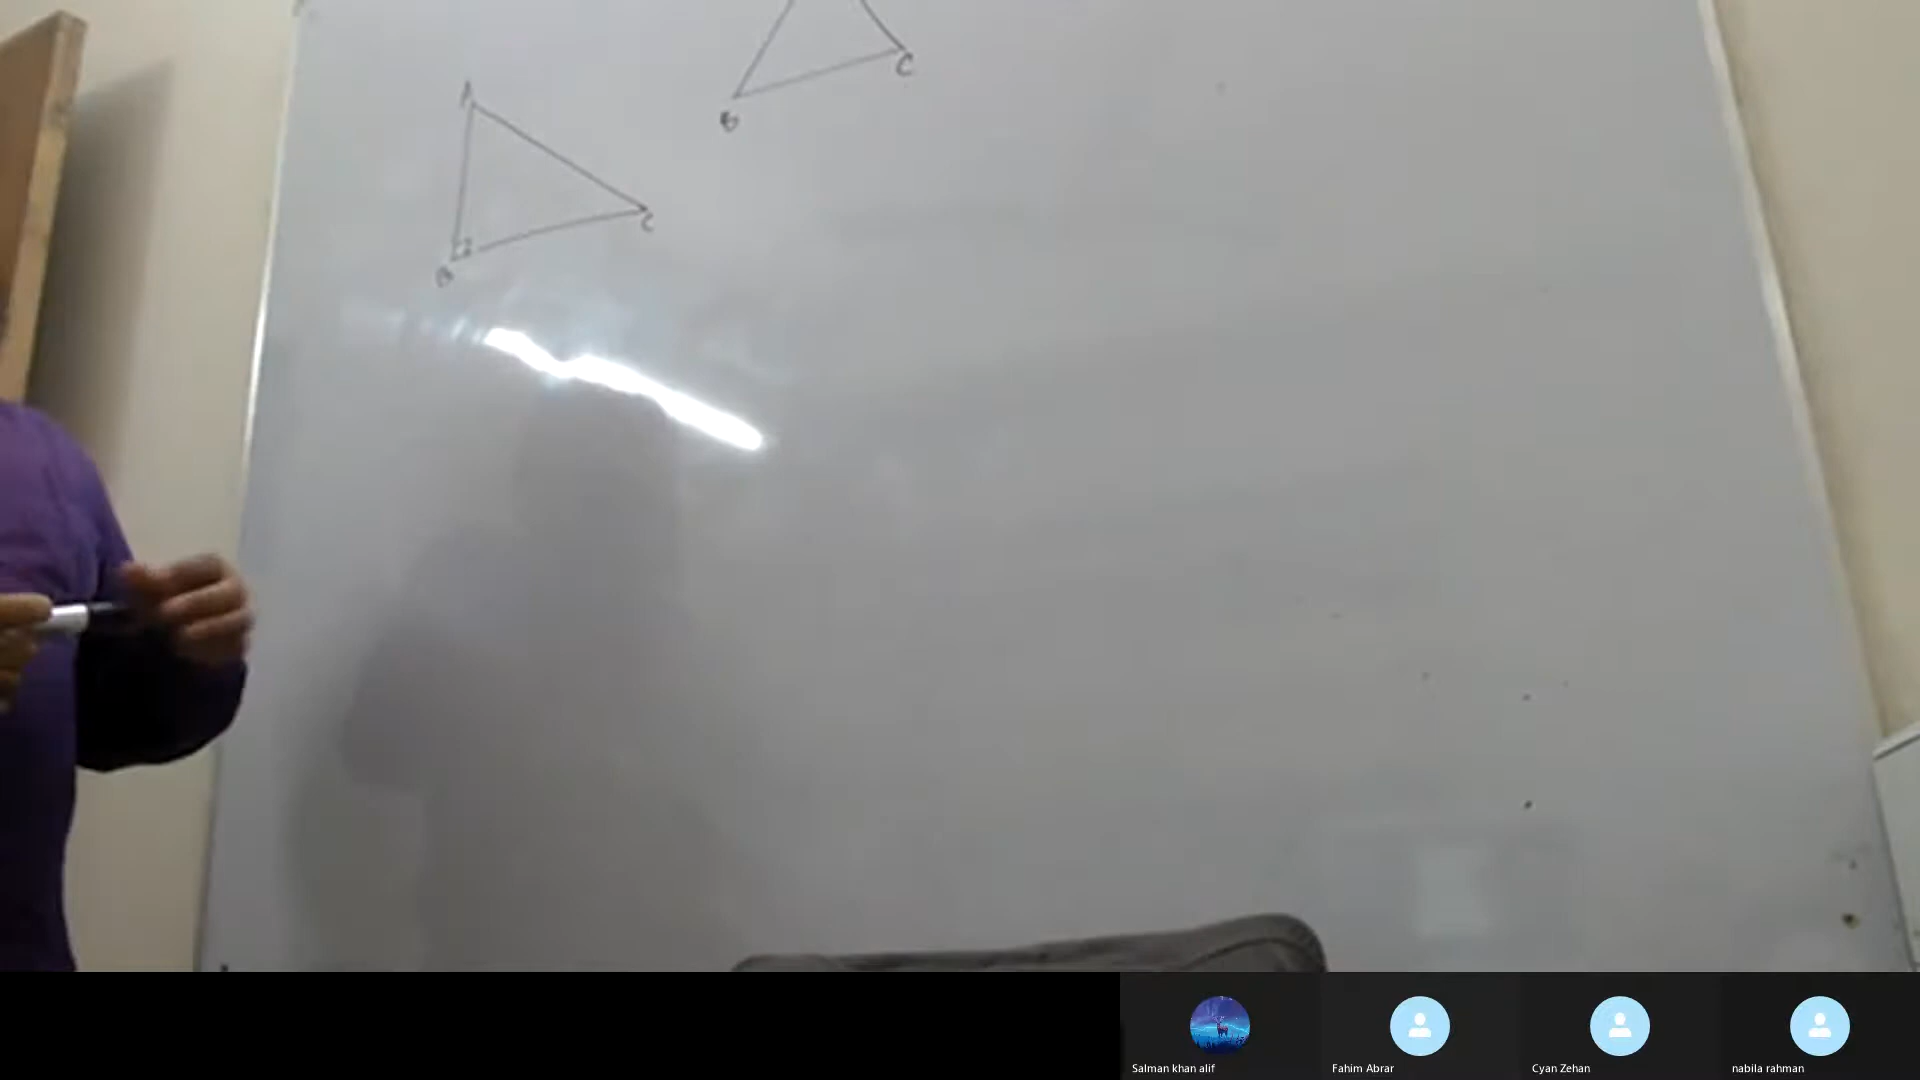 C
B
A
C
B
Salman khan alif
Fahim Abrar
Cyan Zehan
nabila rahman